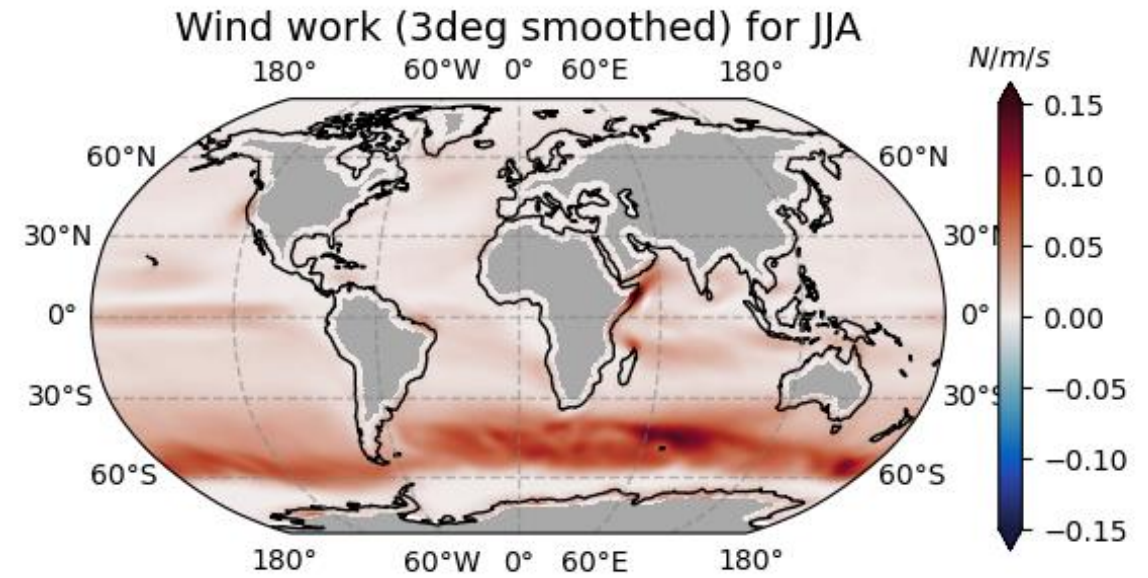 Wind work (3deg smoothed) for JJA
180° 60°W 0° 60°E 180°
N/m/s
60°N 60°N
30°N 30°N
0° 0°
30°S 30°S
60°S 60°S
180° 60°W 0° 60°E 180°
0.15
0.10
0.05
0.00
−0.05
−0.10
−0.15